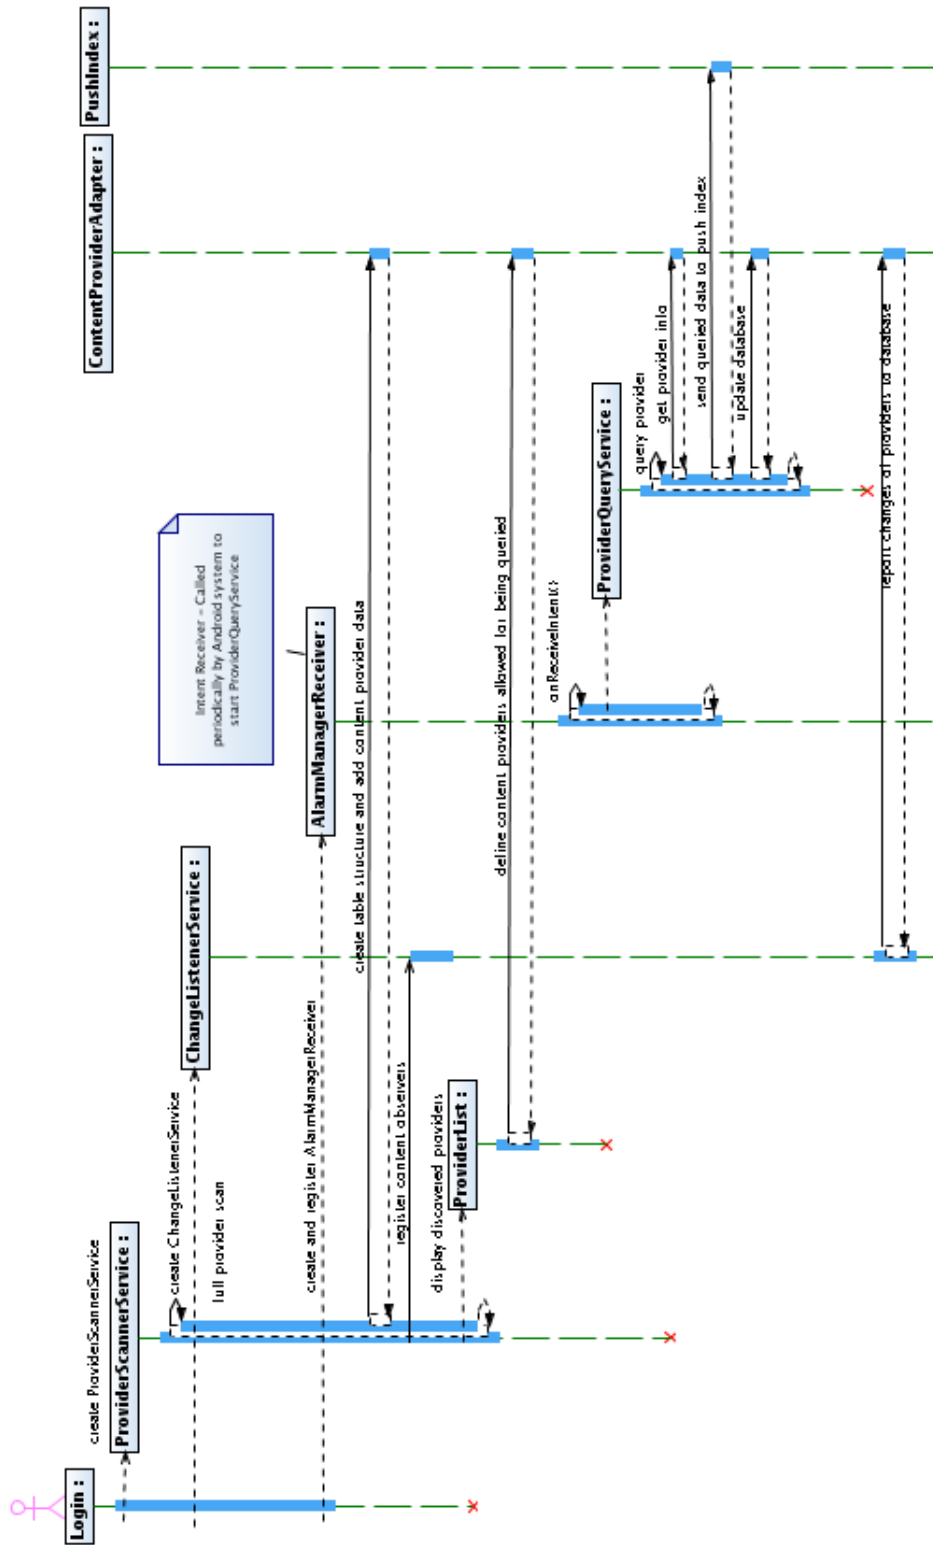 Login :
create ProviderScannerService
ProviderScannerService :
create ChangeListenerService
ChangeListenerService :
full provider scan
create and register AlarmManagerReceiver
AlarmManagerReceiver :
Intent Receiver - Called
periodically by Android system to
start ProviderQueryService
ContentProviderAdapter :
PushIndex :
create table structure and add content provider data
register content observers
display discovered providers
ProviderList :
define content providers allowed for being queried
onReceiveIntent()
ProviderQueryService :
query provider
get provider info
send queried data to push index
update database
report changes of providers to database